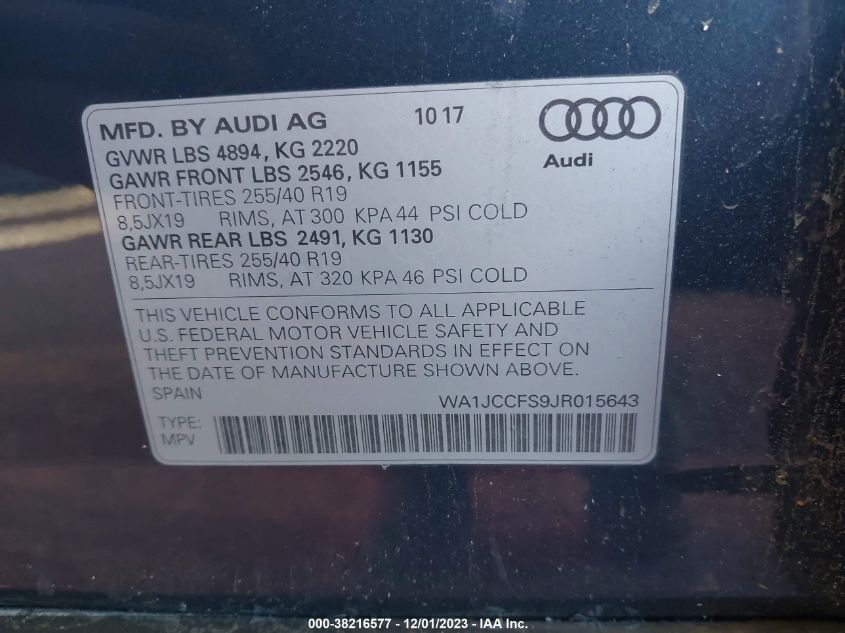 MFD. BY AUDI AG 10 17
Audi
GVWR LBS 4894, KG 2220
GAWR FRONT LBS 2546, KG 1155
FRONT-TIRES 255/40 R19
8,5JX19 RIMS, AT 300 KPA 44 PSI COLD
GAWR REAR LBS 2491, KG 1130
REAR-TIRES 255/40 R19
8,5JX19 RIMS, AT 320 KPA 46 PSI COLD
THIS VEHICLE CONFORMS TO ALL APPLICABLE
U.S. FEDERAL MOTOR VEHICLE SAFETY AND
THEFT PREVENTION STANDARDS IN EFFECT ON
THE DATE OF MANUFACTURE SHOWN ABOVE.
SPAIN WA1JCCFS9JR015643
TYPE:
MPV
000-38216577 - 12/01/2023 - IAA Inc.